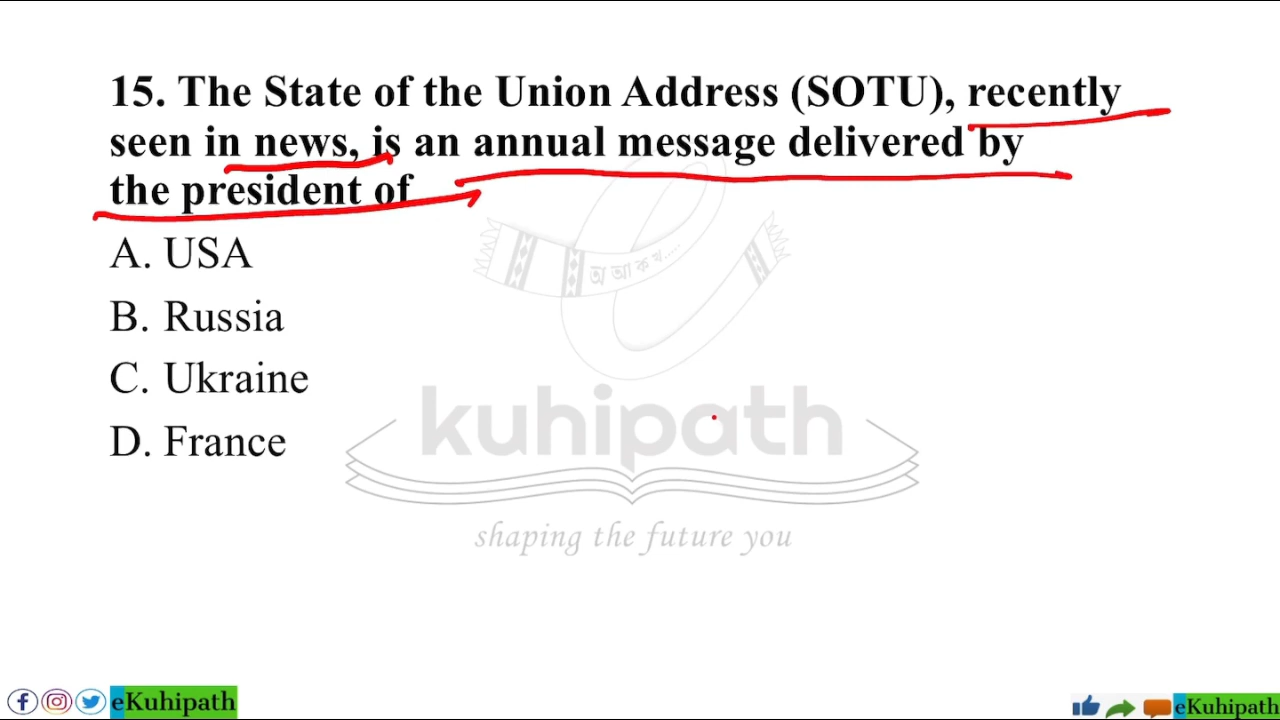 15. The State of the Union Address (SOTU), recently
seen in news, is an annual message delivered by
the president of
A. USA
B. Russia
C. Ukraine
D. France
অ আ ক খ.....
kuhipath
shaping the future you
eKuhipath
eKuhipath